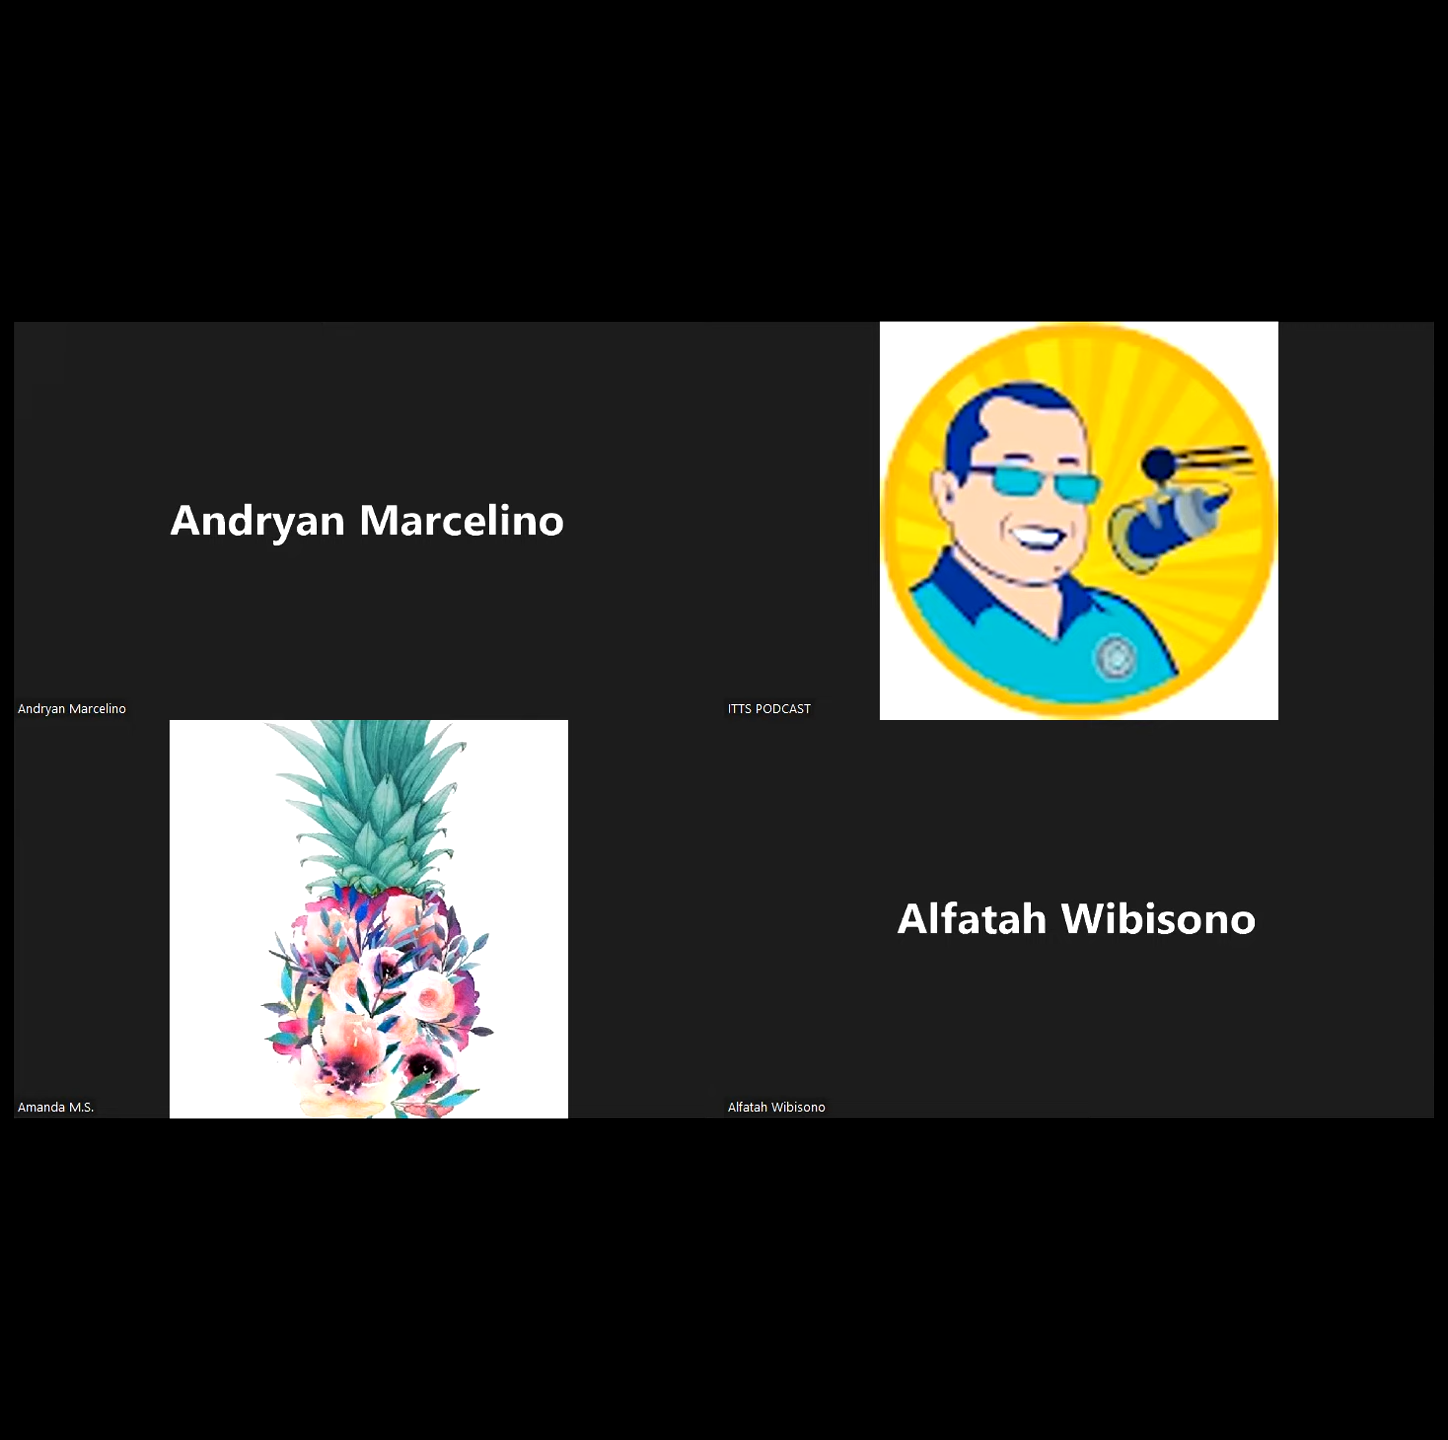 Andryan Marcelino
Andryan Marcelino
ITTS PODCAST
Alfatah Wibisono
Amanda M.S.
Alfatah Wibisono